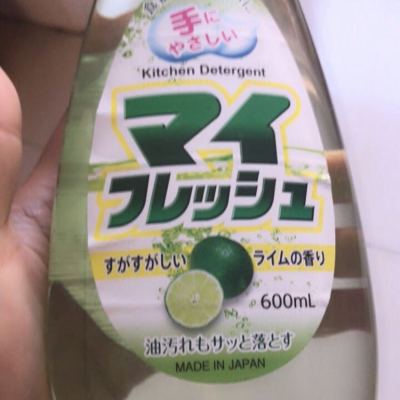 手に
やさしい
Kitchen Detergent
マイ
フレッシュ
すがすがしい ライムの香り
600mL
油汚れもサッと落とす
MADE IN JAPAN